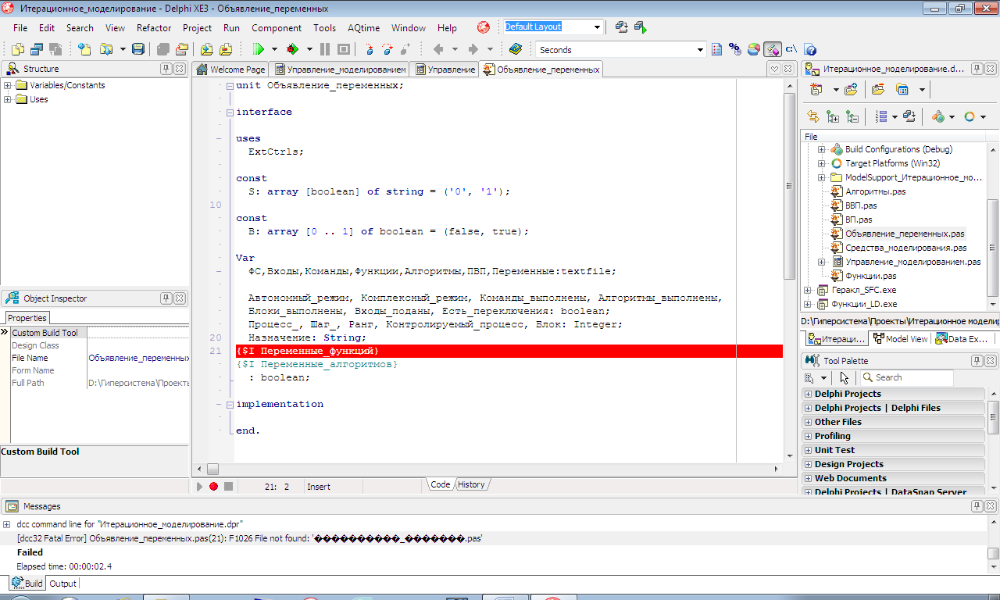 Итерационное_моделирование - Delphi XE3 - Объявление_переменных
File Edit Search View Refactor Project Run Component Tools AQtime Window Help Default Layout
Seconds
Structure
Variables/Constants
Uses
Welcome Page Управление_моделированием Управление Объявление_переменных
unit Объявление_переменных;
interface
uses
ExtCtrls;
const
S: array [boolean] of string = ('0', '1');
10
const
B: array [0 .. 1] of boolean = (false, true);
Var
ФС,Входы,Команды,Функции,Алгоритмы,ПВП,Переменные:textfile;
Автономный_режим, Комплексный_режим, Команды_выполнены, Алгоритмы_выполнены,
Блоки_выполнены, Входы_поданы, Есть_переключения: boolean;
Процесс_, Шаг_, Ранг, Контролируемый_процесс, Блок: Integer;
20 Назначение: String;
21 {$I Переменные_функций}
{$I Переменные_алгоритмов}
: boolean;
implementation
end.
21: 2 Insert Code History
Object Inspector
Properties
Custom Build Tool
Design Class
File Name Объявление_переменных
Form Name
Full Path D:\Гиперсистема\Проекты
Custom Build Tool
Итерационное_моделирование.d...
File
Build Configurations (Debug)
Target Platforms (Win32)
ModelSupport_Итерационное_мо...
Алгоритмы.pas
ВВП.pas
ВП.pas
Объявление_переменных.pas
Средства_моделирования.pas
Управление_моделированием.pas
Функции.pas
Геракл_SFC.exe
Функции_LD.exe
D:\Гиперсистема\Проекты\Итерационное модели
Итераци... Model View Data Ex...
Tool Palette
Search
Delphi Projects
Delphi Projects | Delphi Files
Other Files
Profiling
Unit Test
Design Projects
Web Documents
Delphi Projects | DataSnap Server
Messages
dcc command line for "Итерационное_моделирование.dpr"
[dcc32 Fatal Error] Объявление_переменных.pas(21): F1026 File not found: '����������_�������.pas'
Failed
Elapsed time: 00:00:02.4
Build Output